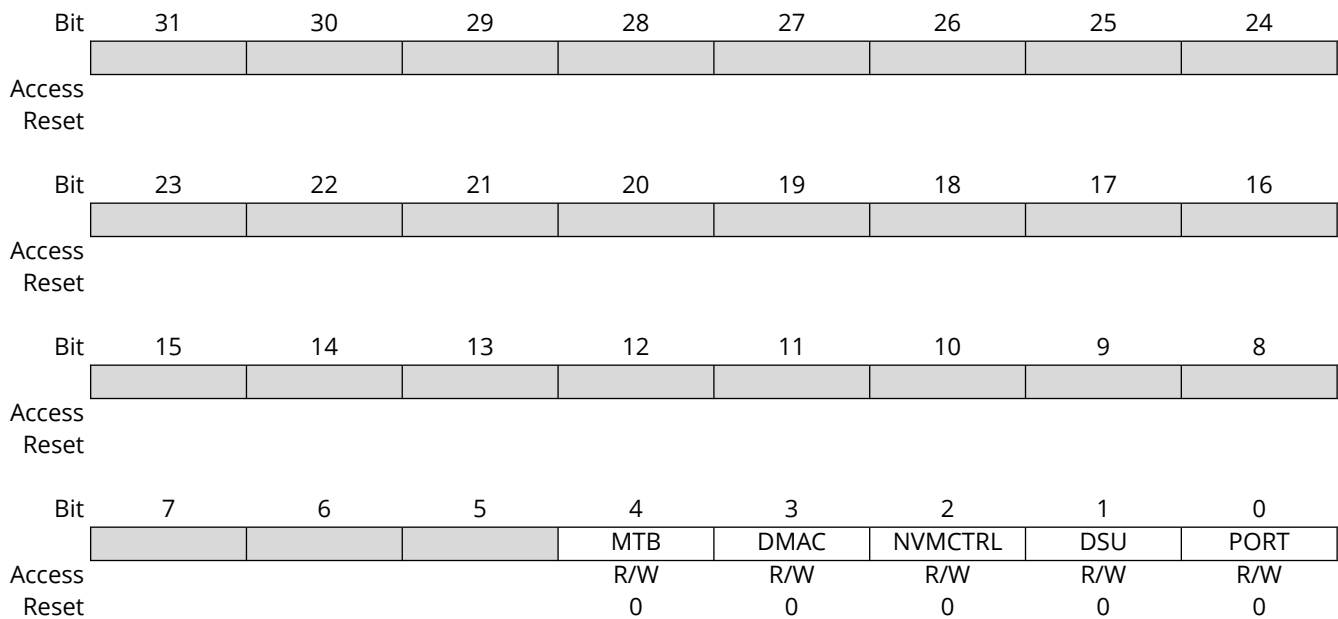 Bit 31 30 29 28 27 26 25 24
Access
Reset
Bit 23 22 21 20 19 18 17 16
Access
Reset
Bit 15 14 13 12 11 10 9 8
Access
Reset
Bit 7 6 5 4 3 2 1 0
MTB DMAC NVMCTRL DSU PORT
Access R/W R/W R/W R/W R/W
Reset 0 0 0 0 0